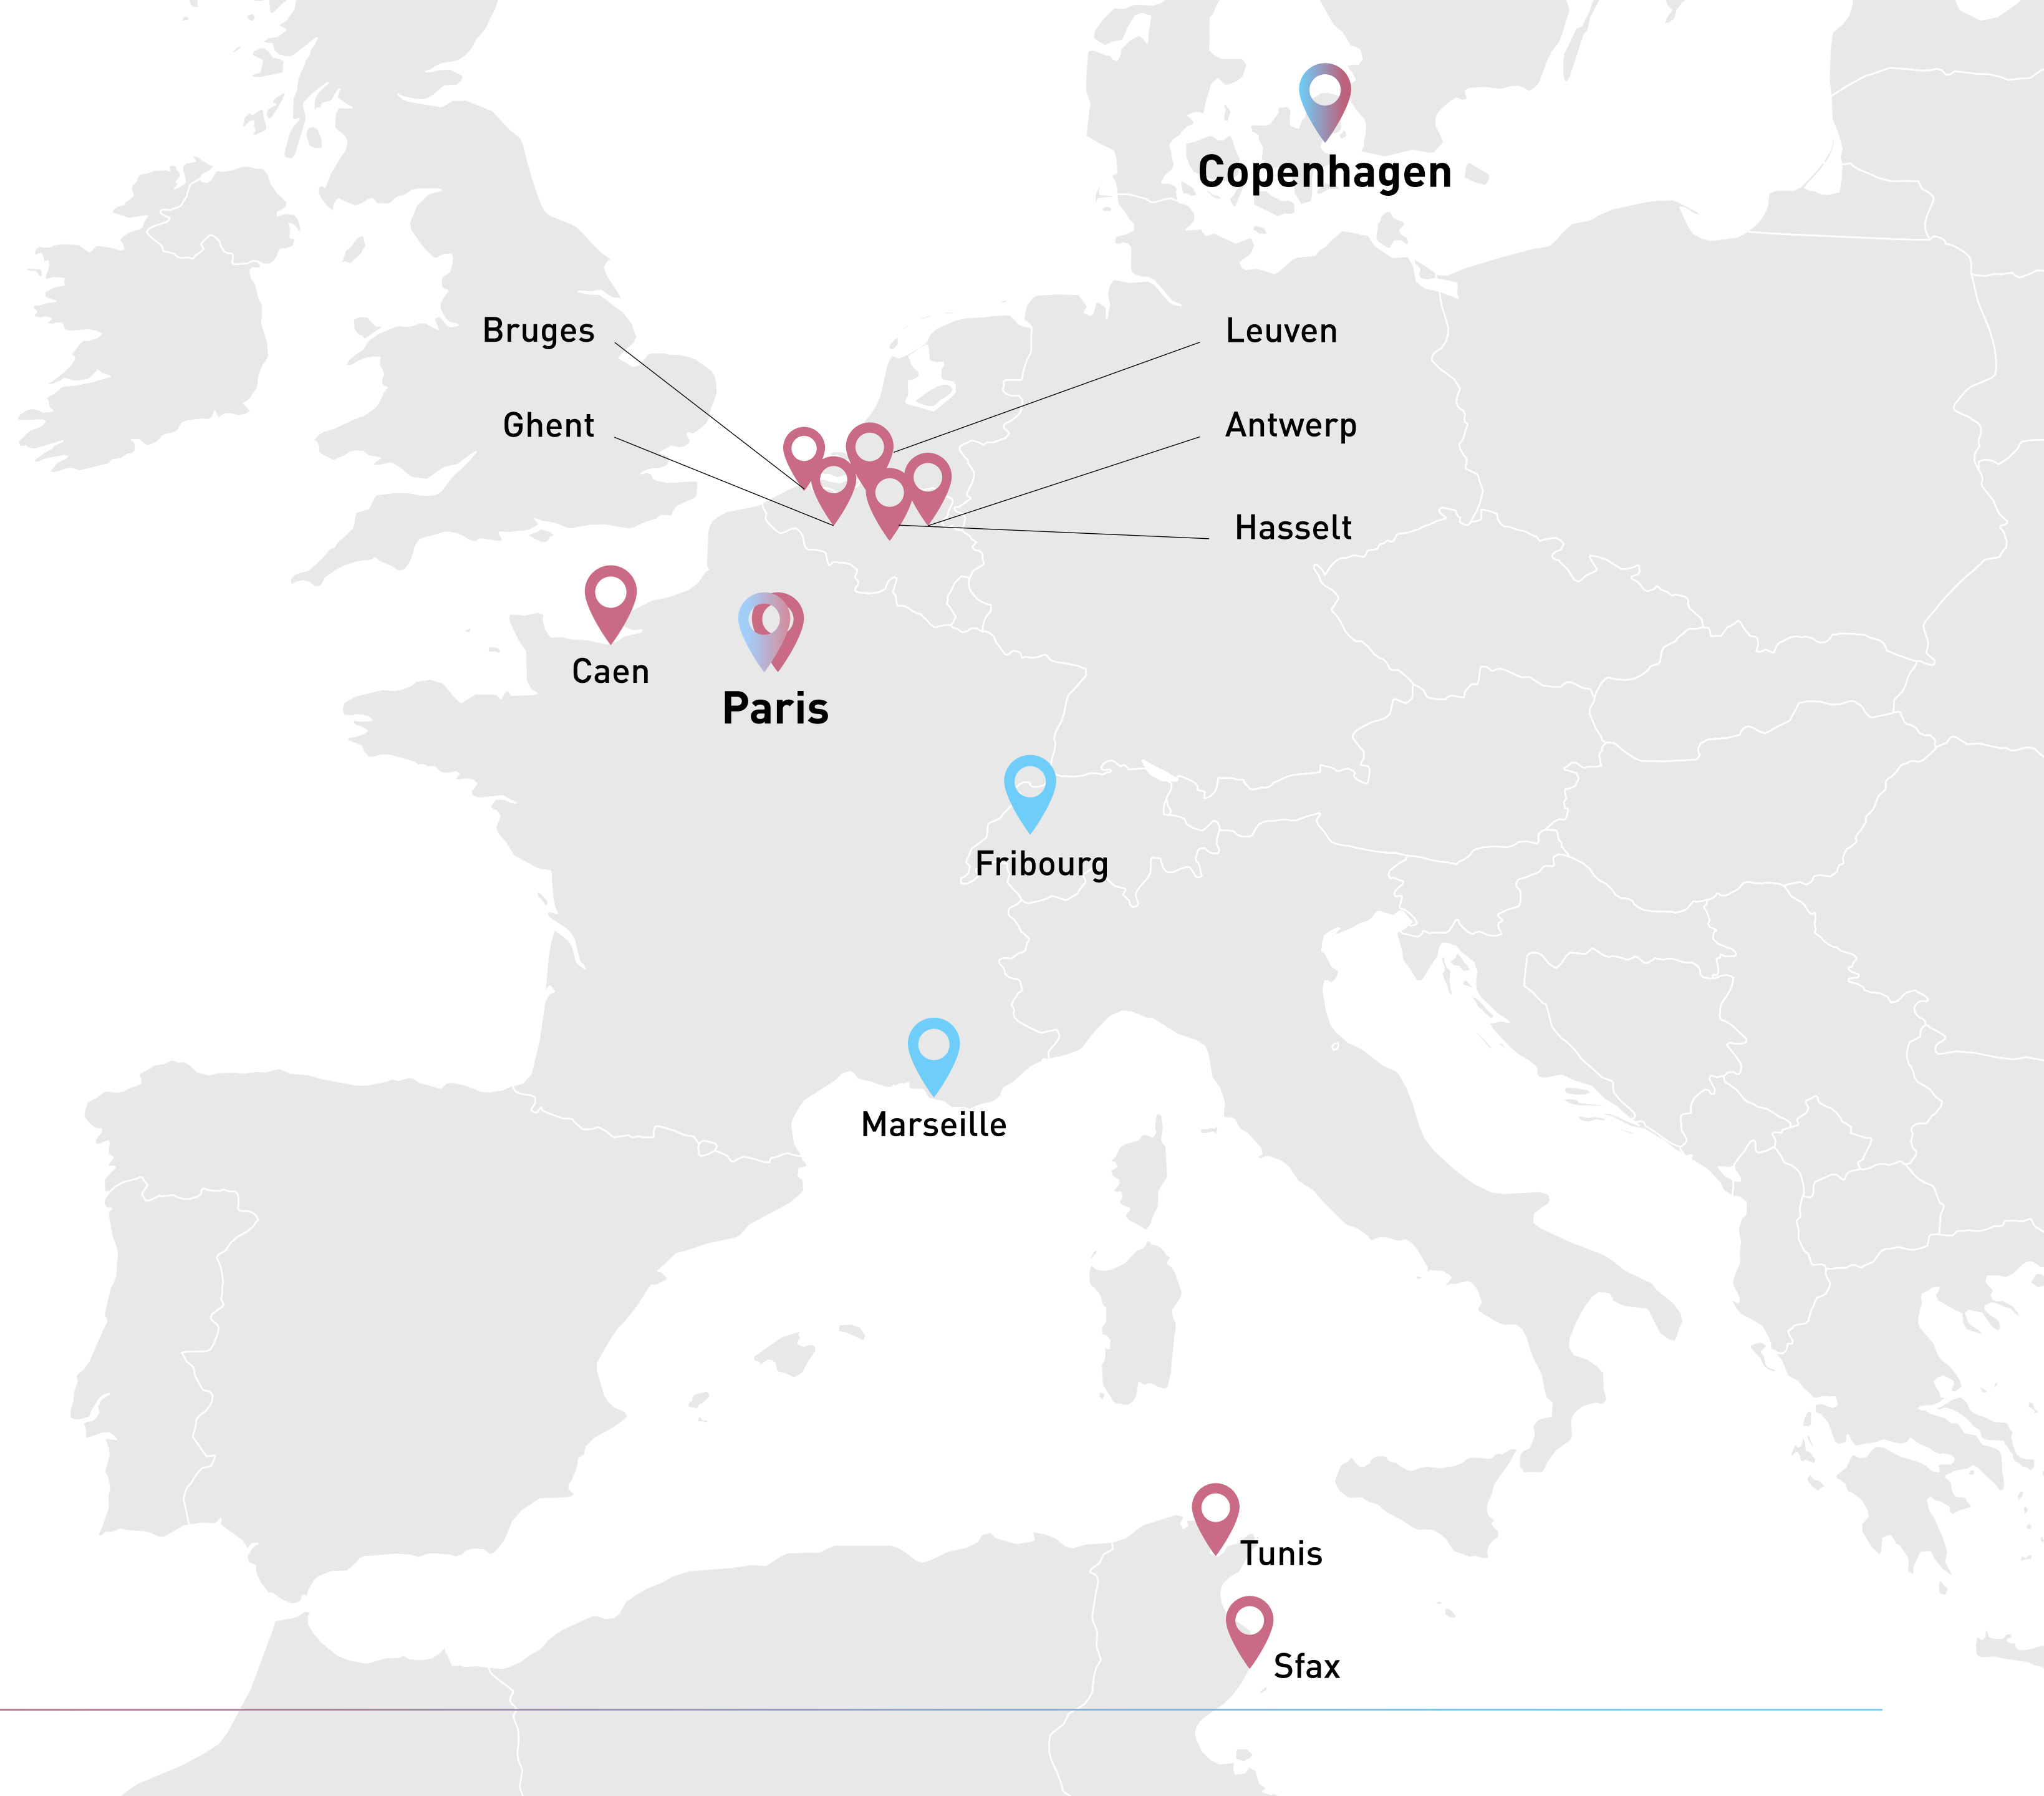 Copenhagen
Bruges
Leuven
Ghent
Antwerp
Hasselt
Caen
Paris
Fribourg
Marseille
Tunis
Sfax